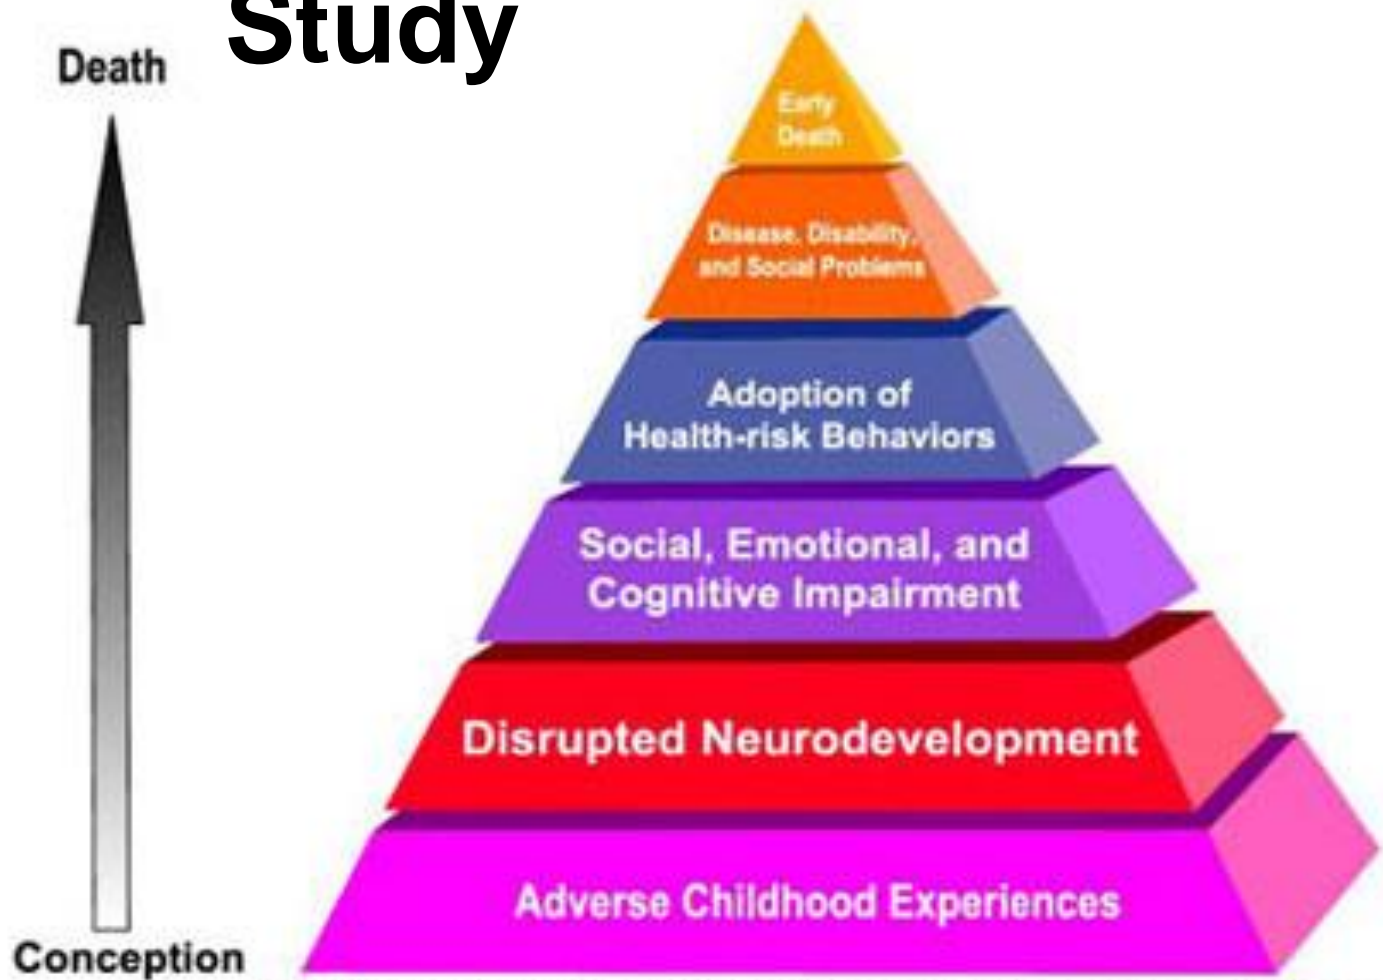 Study
Death
Early
Death
Disease, Disability,
and Social Problems
Adoption of
Health-risk Behaviors
Social, Emotional, and
Cognitive Impairment
Disrupted Neurodevelopment
Adverse Childhood Experiences
Conception